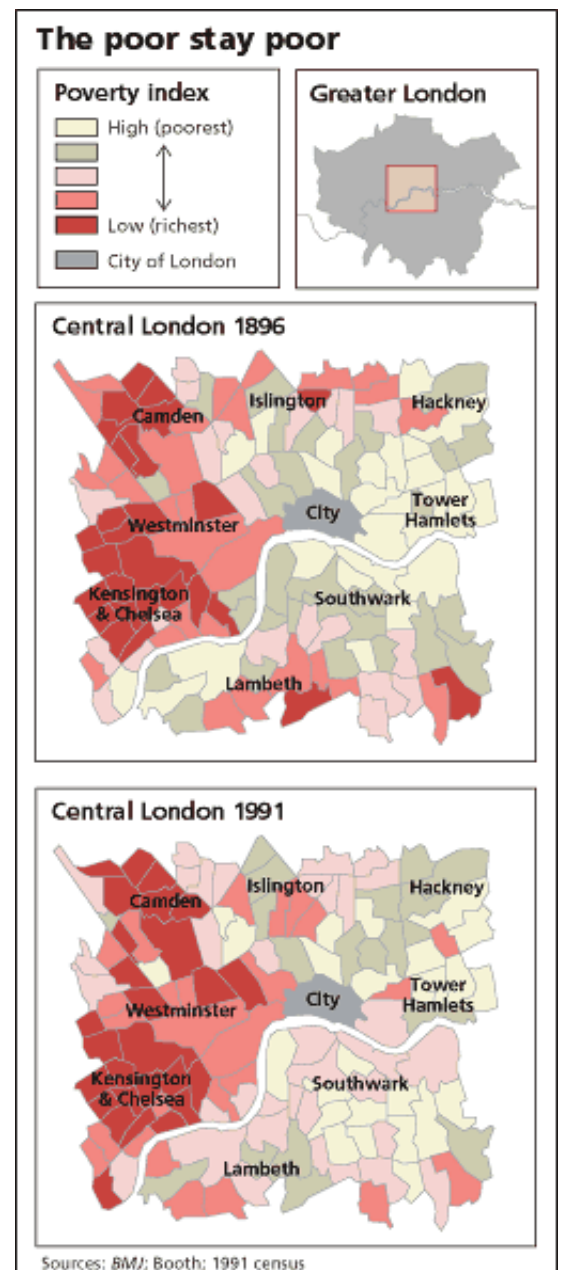 The poor stay poor
Poverty index
High (poorest)
Low (richest)
City of London
Greater London
Central London 1896
Camden
Islington
Hackney
Westminster
City
Tower
Hamlets
Kensington
& Chelsea
Southwark
Lambeth
Central London 1991
Camden
Islington
Hackney
Westminster
City
Tower
Hamlets
Kensington
& Chelsea
Southwark
Lambeth
Sources: BMJ; Booth; 1991 census